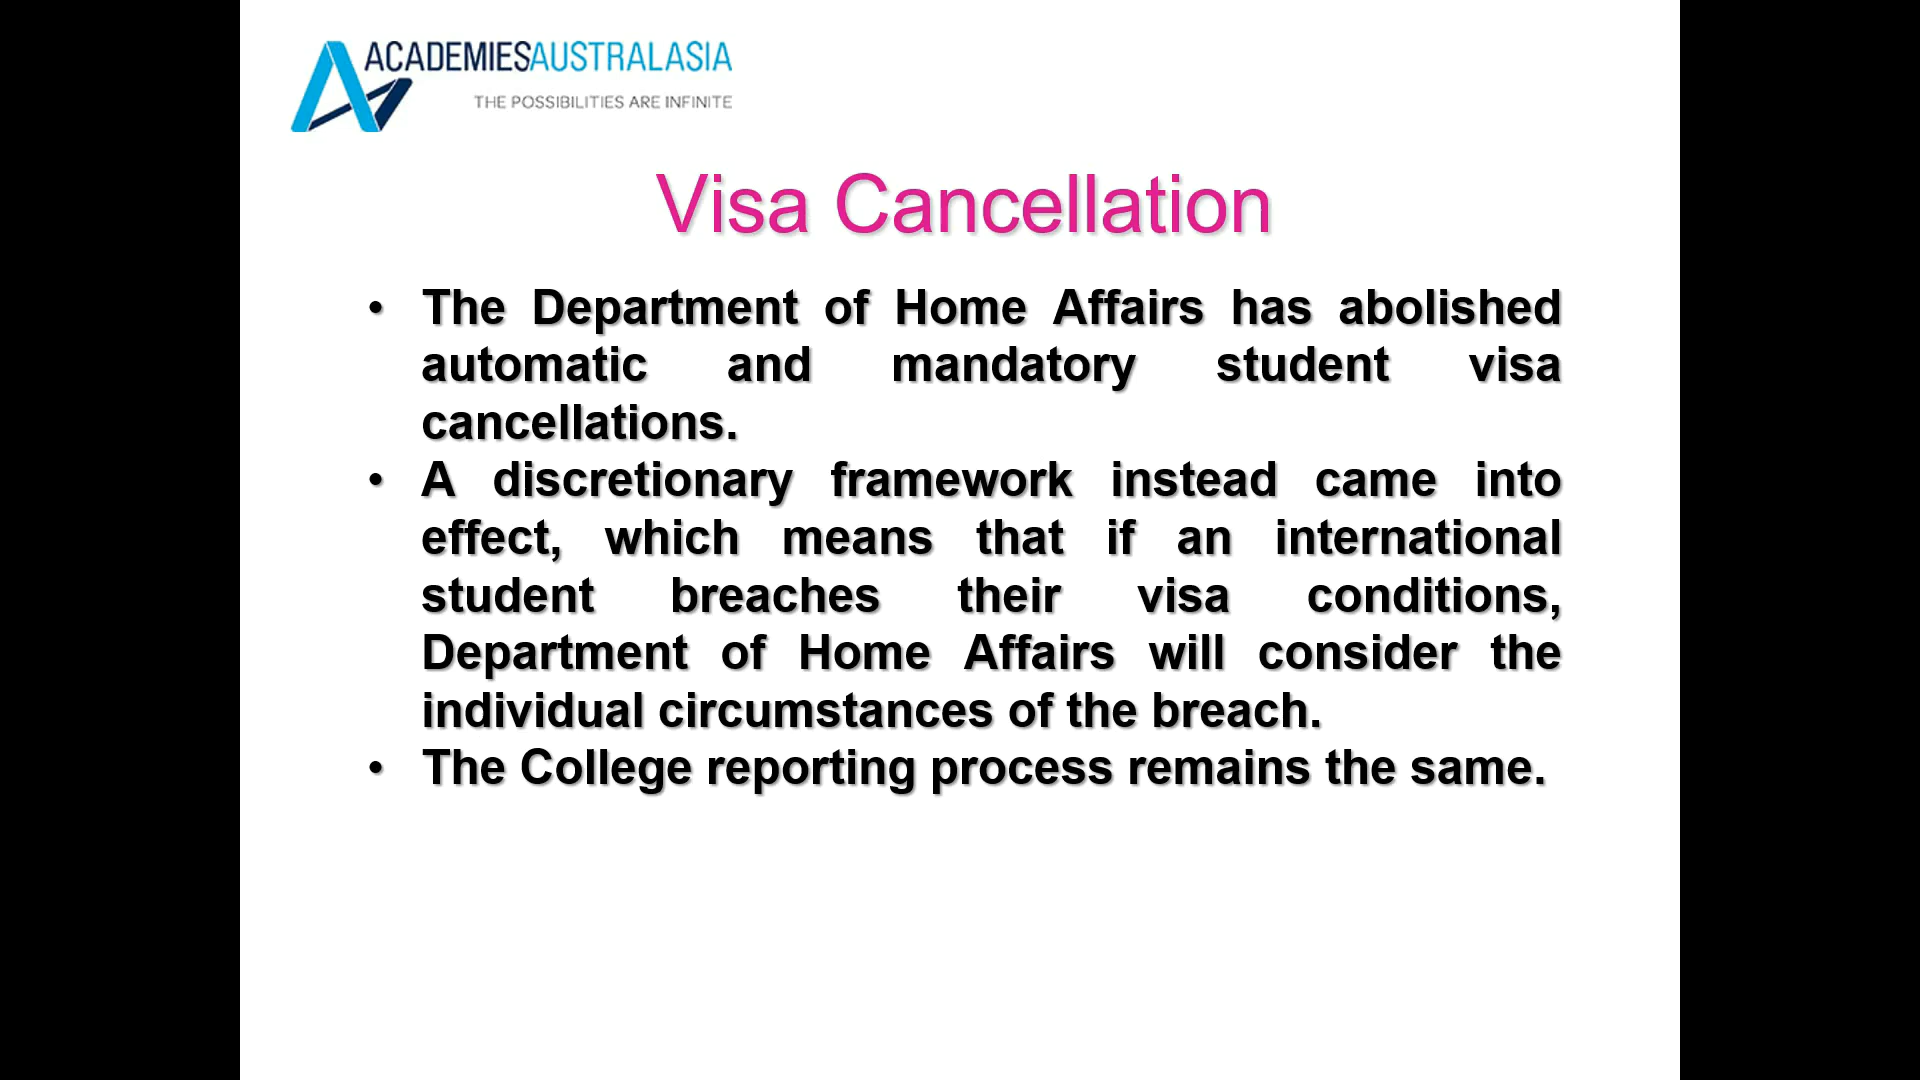 ACADEMIESAUSTRALASIA
THE POSSIBILITIES ARE INFINITE
Visa Cancellation
• The Department of Home Affairs has abolished
automatic and mandatory student visa
cancellations.
• A discretionary framework instead came into
effect, which means that if an international
student breaches their visa conditions,
Department of Home Affairs will consider the
individual circumstances of the breach.
• The College reporting process remains the same.